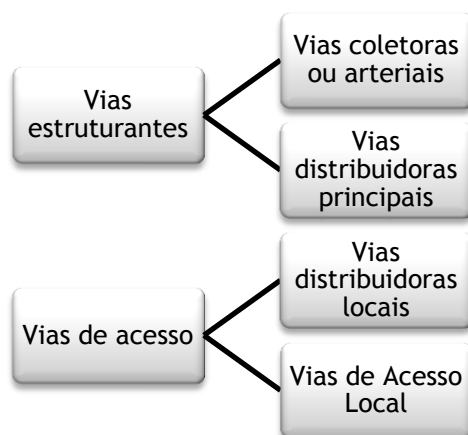 Vias
estruturantes
Vias coletoras
ou arteriais
Vias
distribuidoras
principais
Vias de acesso
Vias
distribuidoras
locais
Vias de Acesso
Local